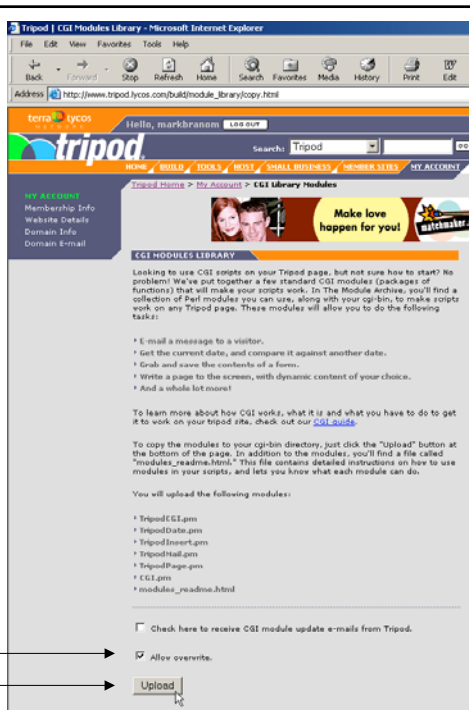 Tripod | CGI Modules Library - Microsoft Internet Explorer
File Edit View Favorites Tools Help
Back Forward Stop Refresh Home Search Favorites Media History Print Edit
Address http://www.tripod.lycos.com/build/module_library/copy.html
terra lycos
NETWORK
Hello, markbranom LOG OUT
tripod.
Search: Tripod
HOME BUILD TOOLS HOST SMALL BUSINESS MEMBER SITES MY ACCOUNT
Tripod Home > My Account > CGI Library Modules
MY ACCOUNT
Membership Info
Website Details
Domain Info
Domain E-mail
Make love
happen for you!
matchmaker.
CGI MODULES LIBRARY
Looking to use CGI scripts on your Tripod page, but not sure how to start? No
problem! We've put together a few standard CGI modules (packages of
functions) that will make your scripts work. In The Module Archive, you'll find a
collection of Perl modules you can use, along with your cgi-bin, to make scripts
work on any Tripod page. These modules will allow you to do the following
tasks:
E-mail a message to a visitor.
Get the current date, and compare it against another date.
Grab and save the contents of a form.
Write a page to the screen, with dynamic content of your choice.
And a whole lot more!
To learn more about how CGI works, what it is and what you have to do to get
it to work on your tripod site, check out our CGI guide.
To copy the modules to your cgi-bin directory, just click the "Upload" button at
the bottom of the page. In addition to the modules, you'll find a file called
"modules_readme.html." This file contains detailed instructions on how to use
modules in your scripts, and lets you know what each module can do.
You will upload the following modules:
TripodCGI.pm
TripodDate.pm
TripodInsert.pm
TripodMail.pm
TripodPage.pm
CGI.pm
modules_readme.html
Check here to receive CGI module update e-mails from Tripod.
Allow overwrite.
Upload